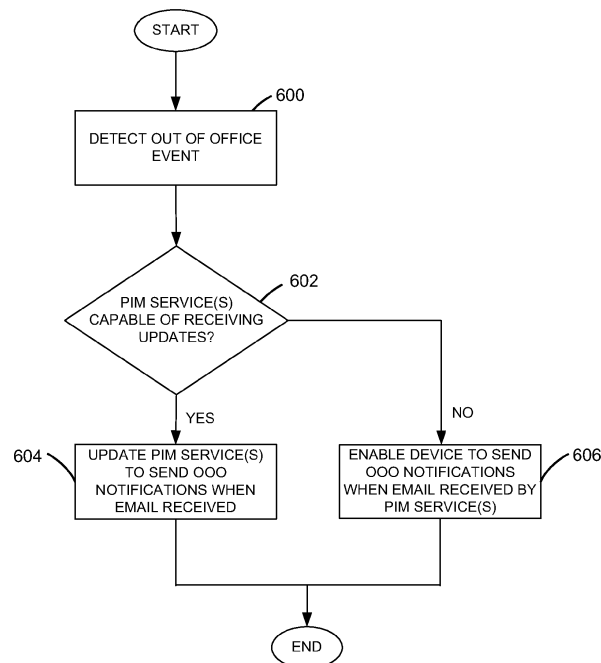 START
600
DETECT OUT OF OFFICE
EVENT
602
PIM SERVICE(S)
CAPABLE OF RECEIVING
UPDATES?
YES
NO
604
UPDATE PIM SERVICE(S)
TO SEND OOO
NOTIFICATIONS WHEN
EMAIL RECEIVED
ENABLE DEVICE TO SEND
OOO NOTIFICATIONS
WHEN EMAIL RECEIVED BY
PIM SERVICE(S)
606
END